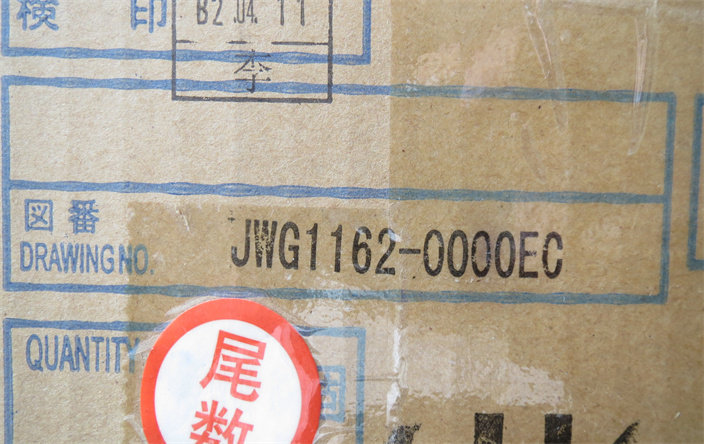 検 印
B2.04.11
李
図番
DRAWING NO.
JWG1162-0000EC
QUANTITY
尾
数